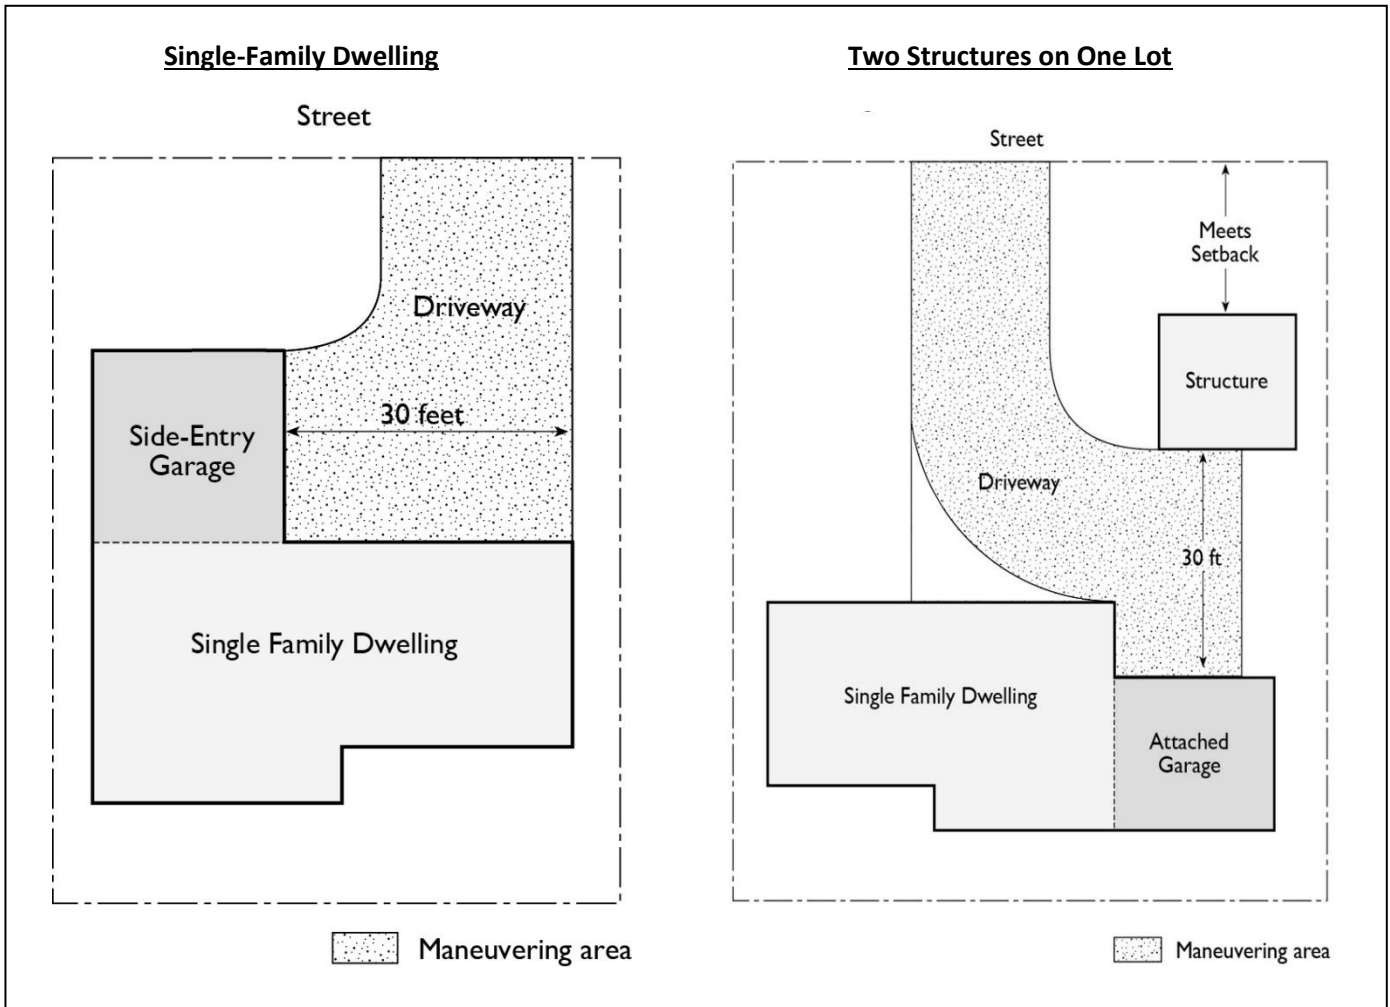 Single-Family Dwelling
Street
Driveway
30 feet
Side-Entry
Garage
Single Family Dwelling
Maneuvering area
Two Structures on One Lot
Street
Meets
Setback
Structure
Driveway
30 ft
Single Family Dwelling
Attached
Garage
Maneuvering area